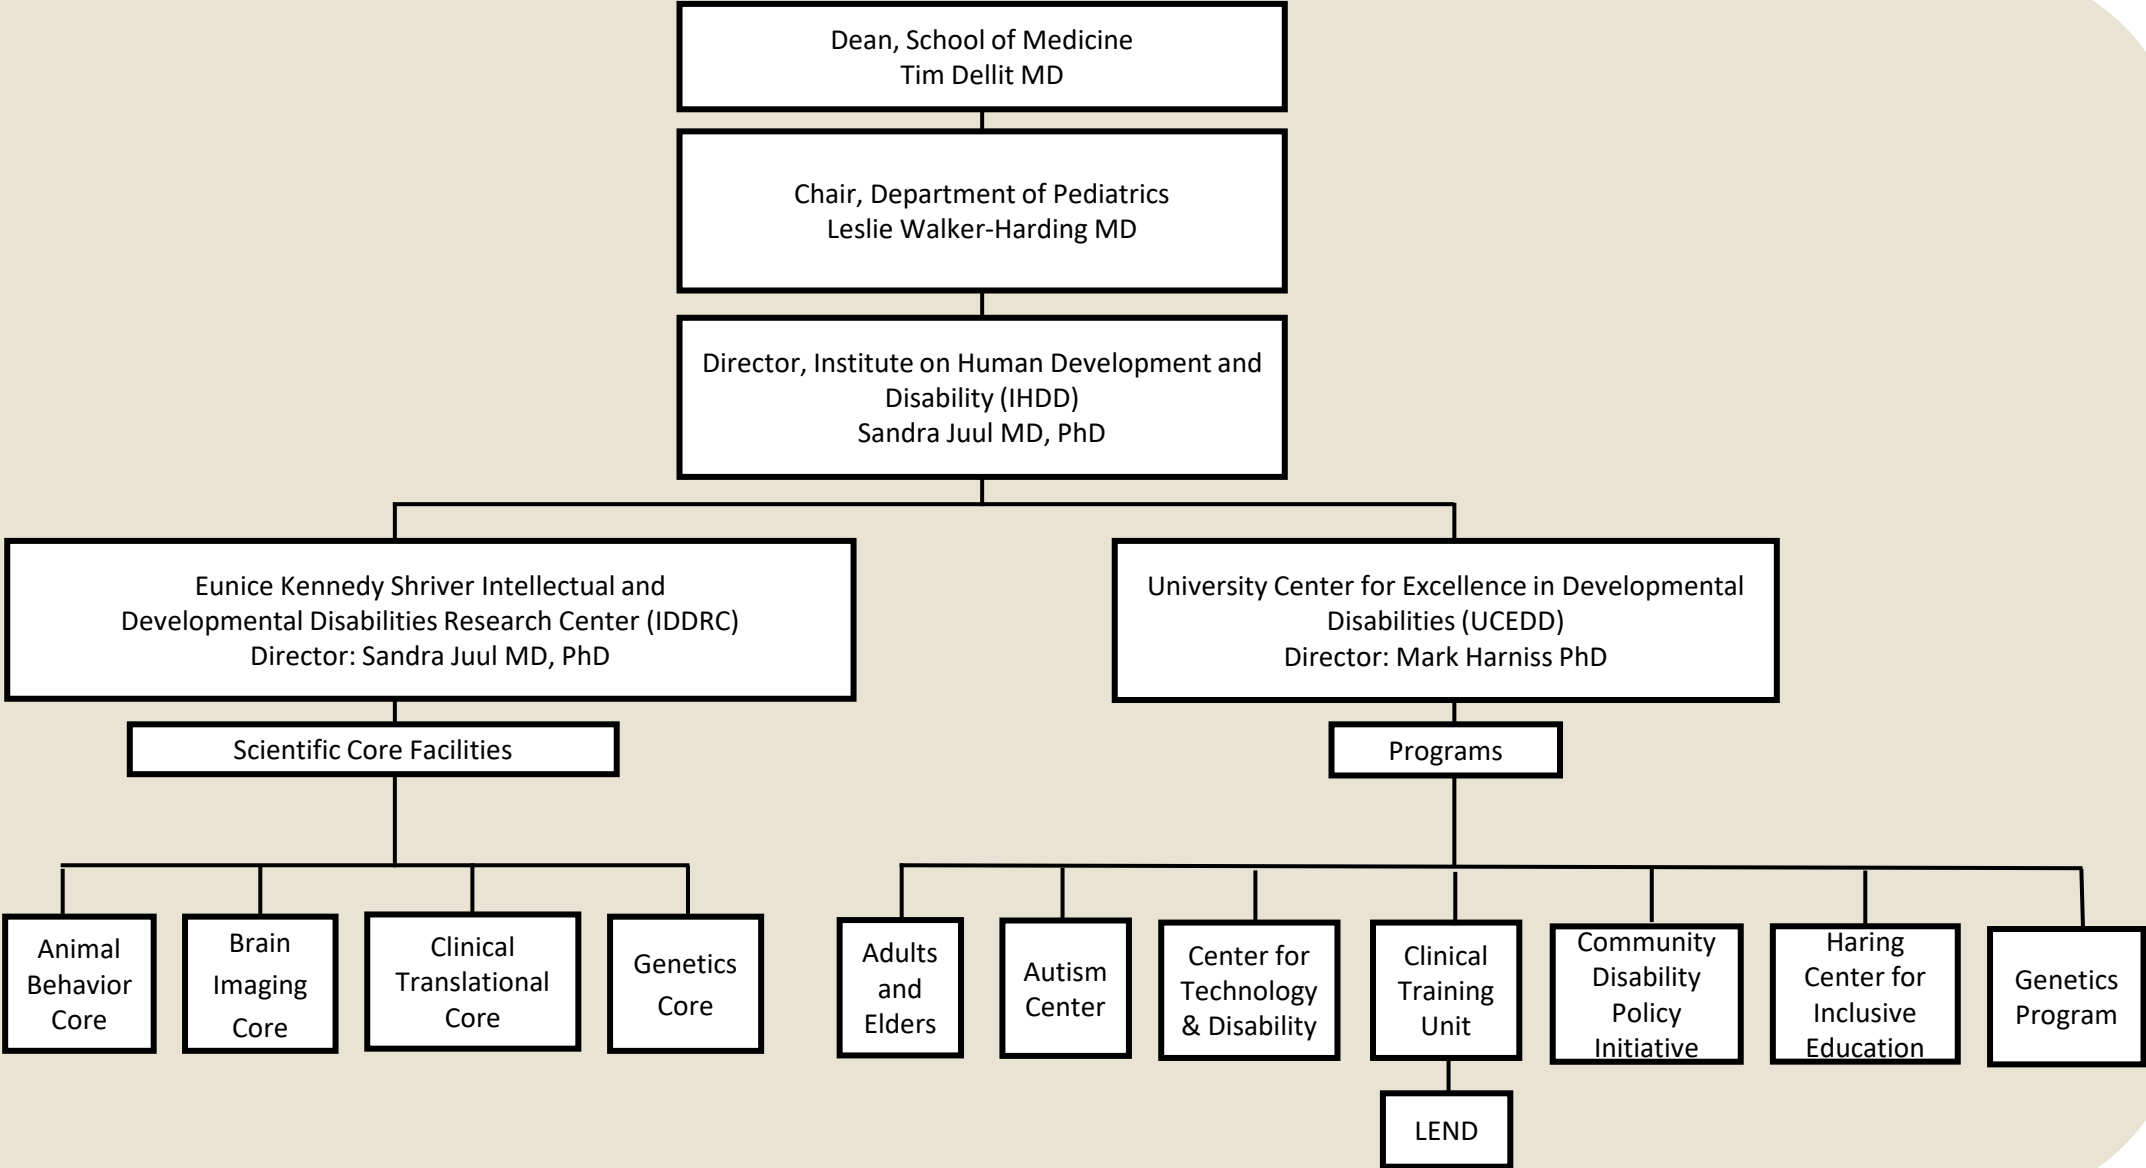 Dean, School of Medicine
Tim Dellit MD
Chair, Department of Pediatrics
Leslie Walker-Harding MD
Director, Institute on Human Development and
Disability (IHDD)
Sandra Juul MD, PhD
Eunice Kennedy Shriver Intellectual and
Developmental Disabilities Research Center (IDDRC)
Director: Sandra Juul MD, PhD
University Center for Excellence in Developmental
Disabilities (UCEDD)
Director: Mark Harniss PhD
Scientific Core Facilities
Programs
Animal
Behavior
Core
Brain
Imaging
Core
Clinical
Translational
Core
Genetics
Core
Adults
and
Elders
Autism
Center
Center for
Technology
& Disability
Clinical
Training
Unit
Community
Disability
Policy
Initiative
Haring
Center for
Inclusive
Education
Genetics
Program
LEND